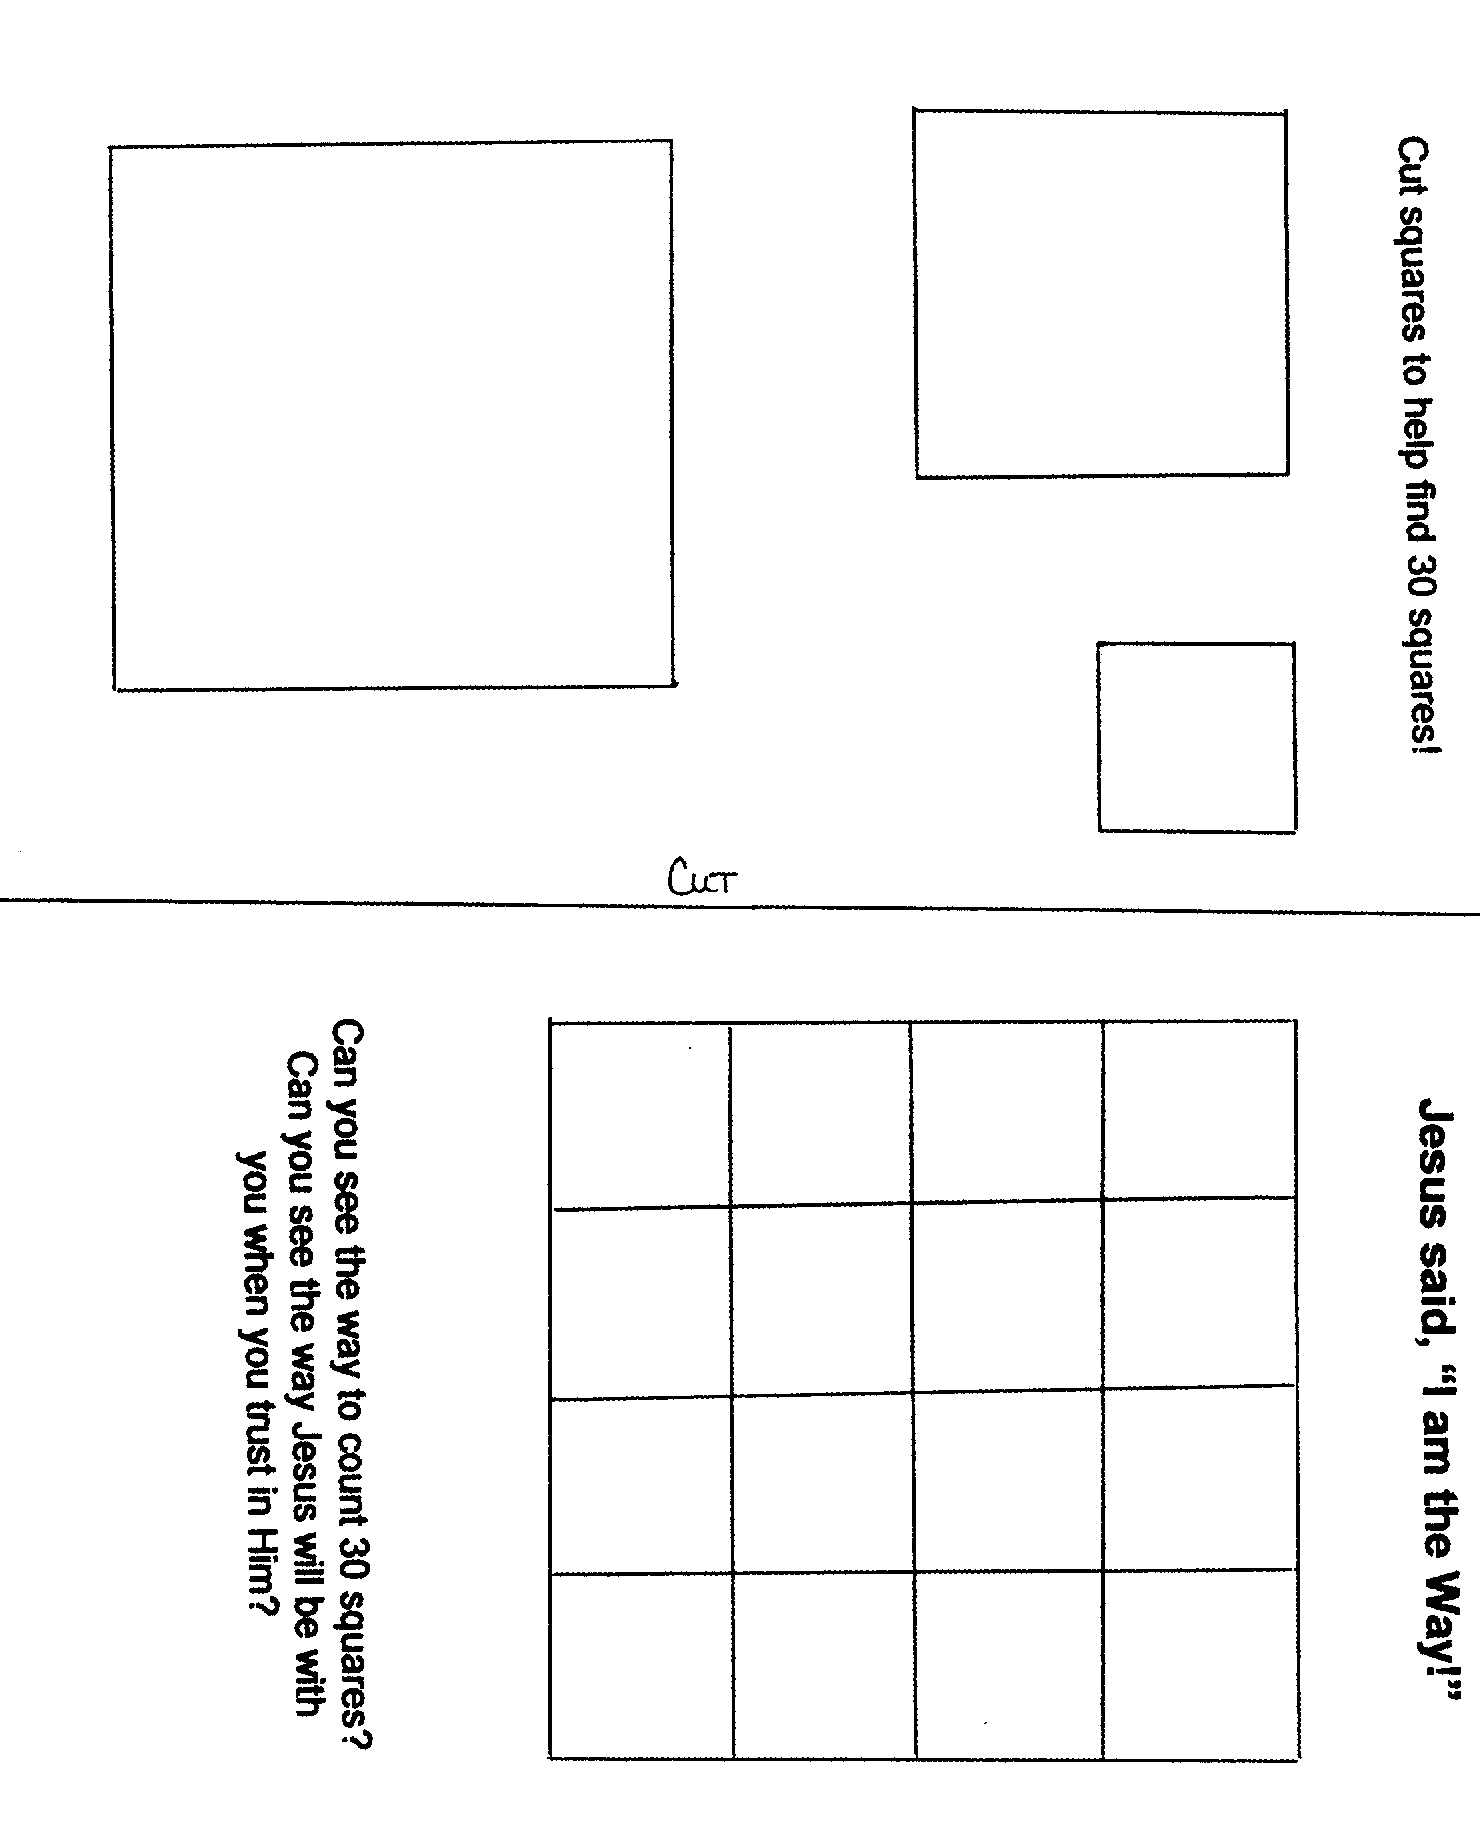 Cut squares to help find 30 squares!
CUT
Jesus said, “I am the Way!”
Can you see the way to count 30 squares?
Can you see the way Jesus will be with
you when you trust in Him?